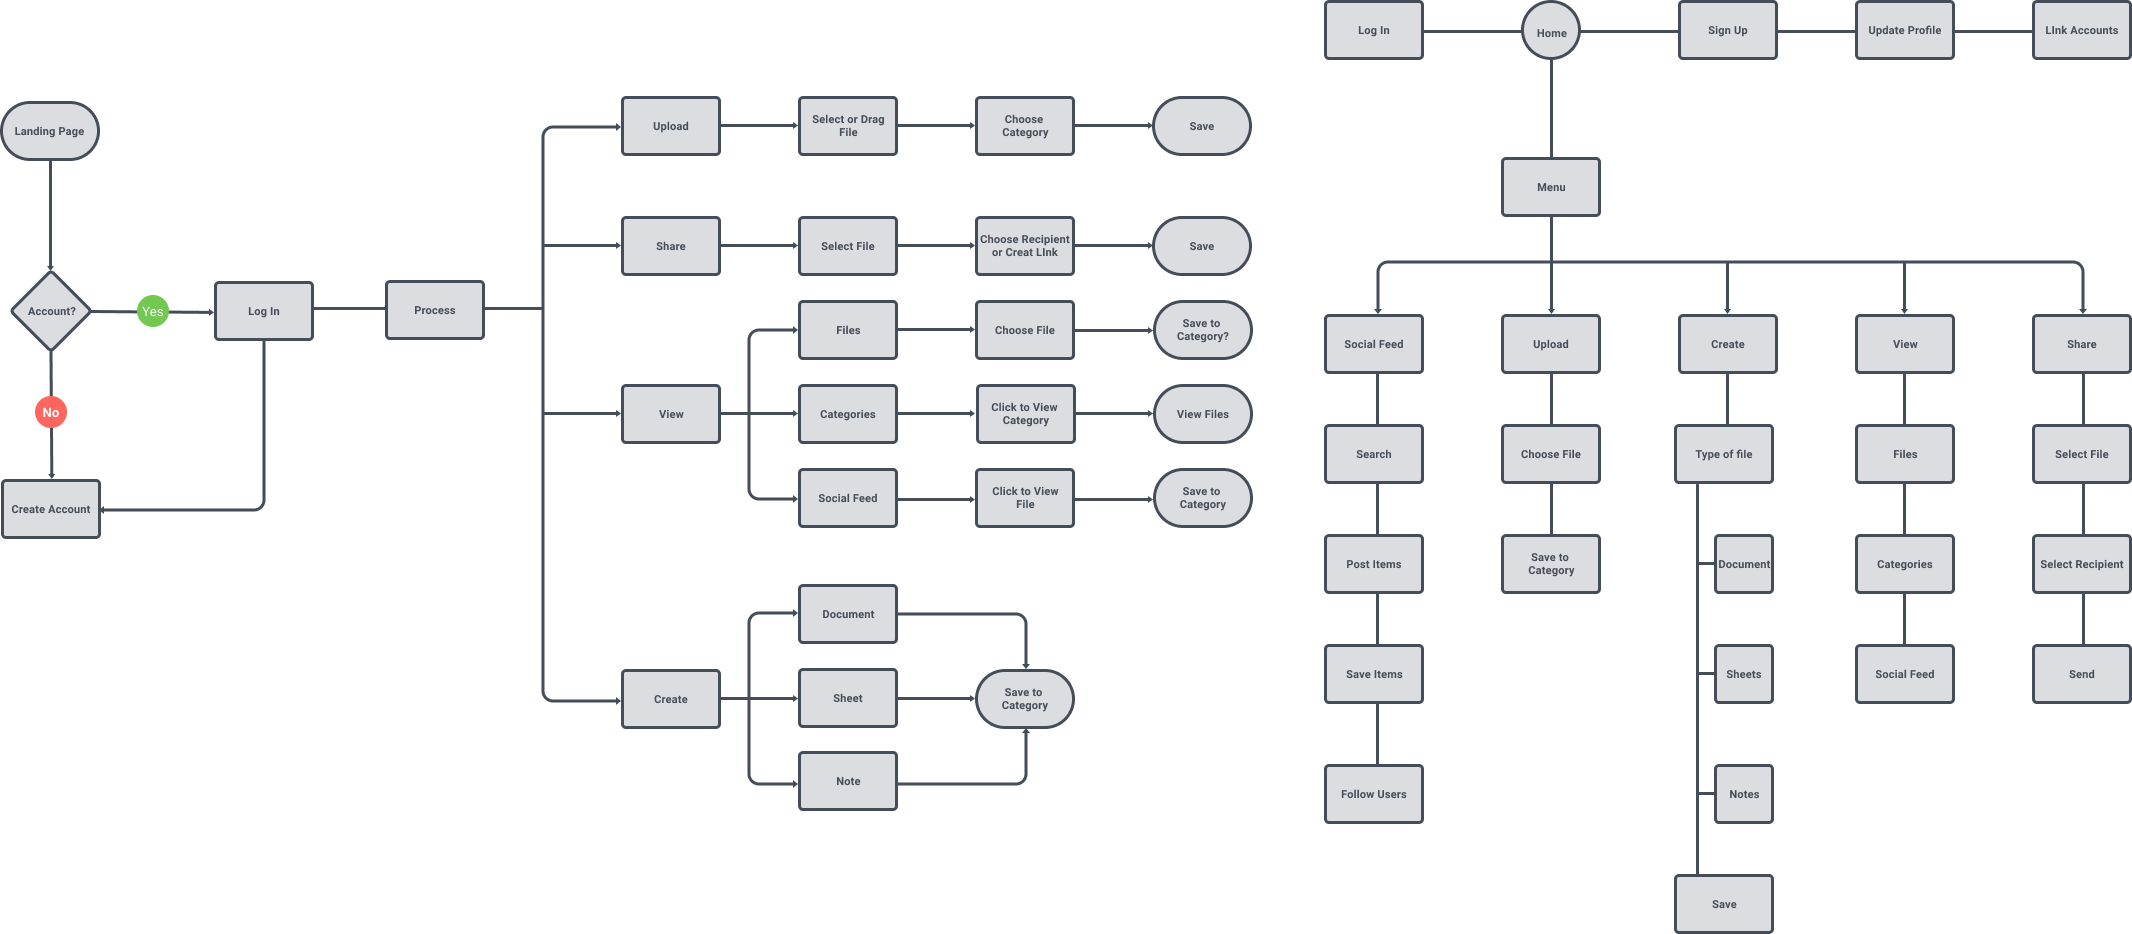 Landing Page
Account?
Yes
No
Create Account
Log In
Process
Upload
Select or Drag
File
Choose
Category
Save
Share
Select File
Choose Recipient
or Creat LInk
Save
View
Files
Choose File
Save to
Category?
Categories
Click to View
Category
View Files
Social Feed
Click to View
File
Save to
Category
Create
Document
Sheet
Note
Save to
Category
Log In
Home
Sign Up
Update Profile
LInk Accounts
Menu
Social Feed
Search
Post Items
Save Items
Follow Users
Upload
Choose File
Save to
Category
Create
Type of file
Document
Sheets
Notes
Save
View
Files
Categories
Social Feed
Share
Select File
Select Recipient
Send